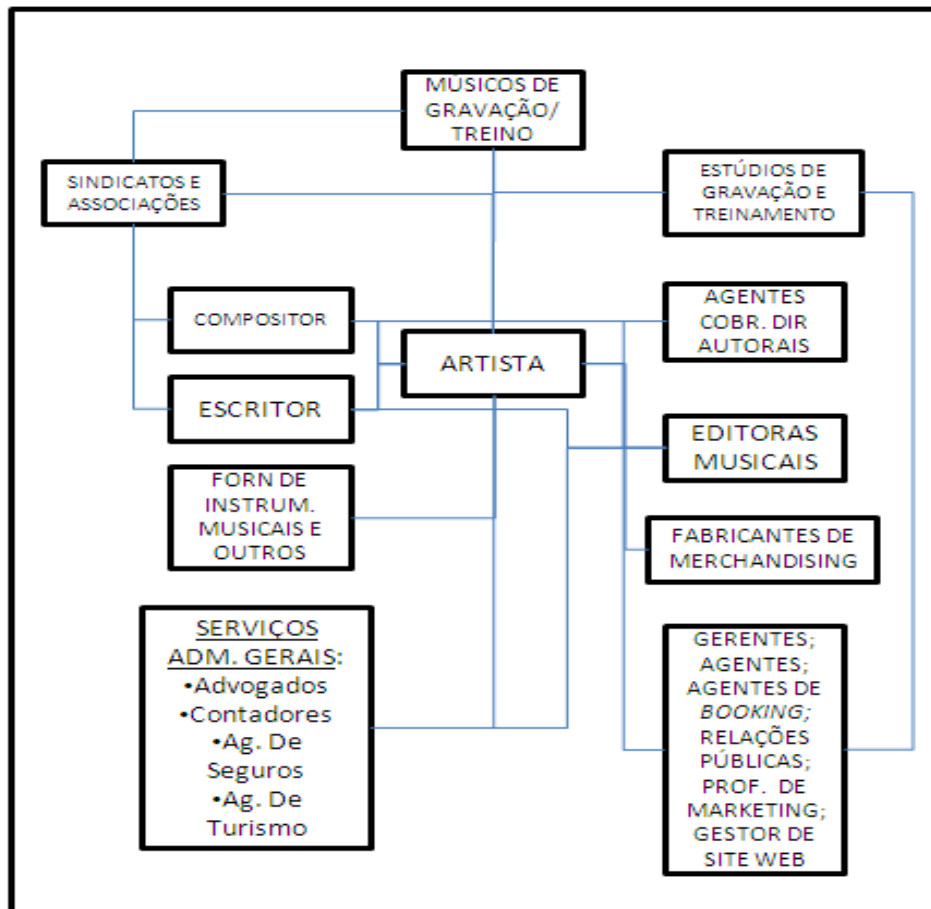 MÚSICOS DE
GRAVAÇÃO/
TREINO
SINDICATOS E
ASSOCIAÇÕES
ESTÚDIOS DE
GRAVAÇÃO E
TREINAMENTO
COMPOSITOR
AGENTES
COBR. DIR
AUTORAIS
ARTISTA
ESCRITOR
EDITORAS
MUSICAIS
FORN DE
INSTRUM.
MUSICAIS E
OUTROS
FABRICANTES DE
MERCHANDISING
SERVIÇOS
ADM. GERAIS:
•Advogados
•Contadores
•Ag. De
Seguros
•Ag. De
Turismo
GERENTES;
AGENTES;
AGENTES DE
BOOKING;
RELAÇÕES
PÚBLICAS;
PROF. DE
MARKETING;
GESTOR DE
SITE WEB